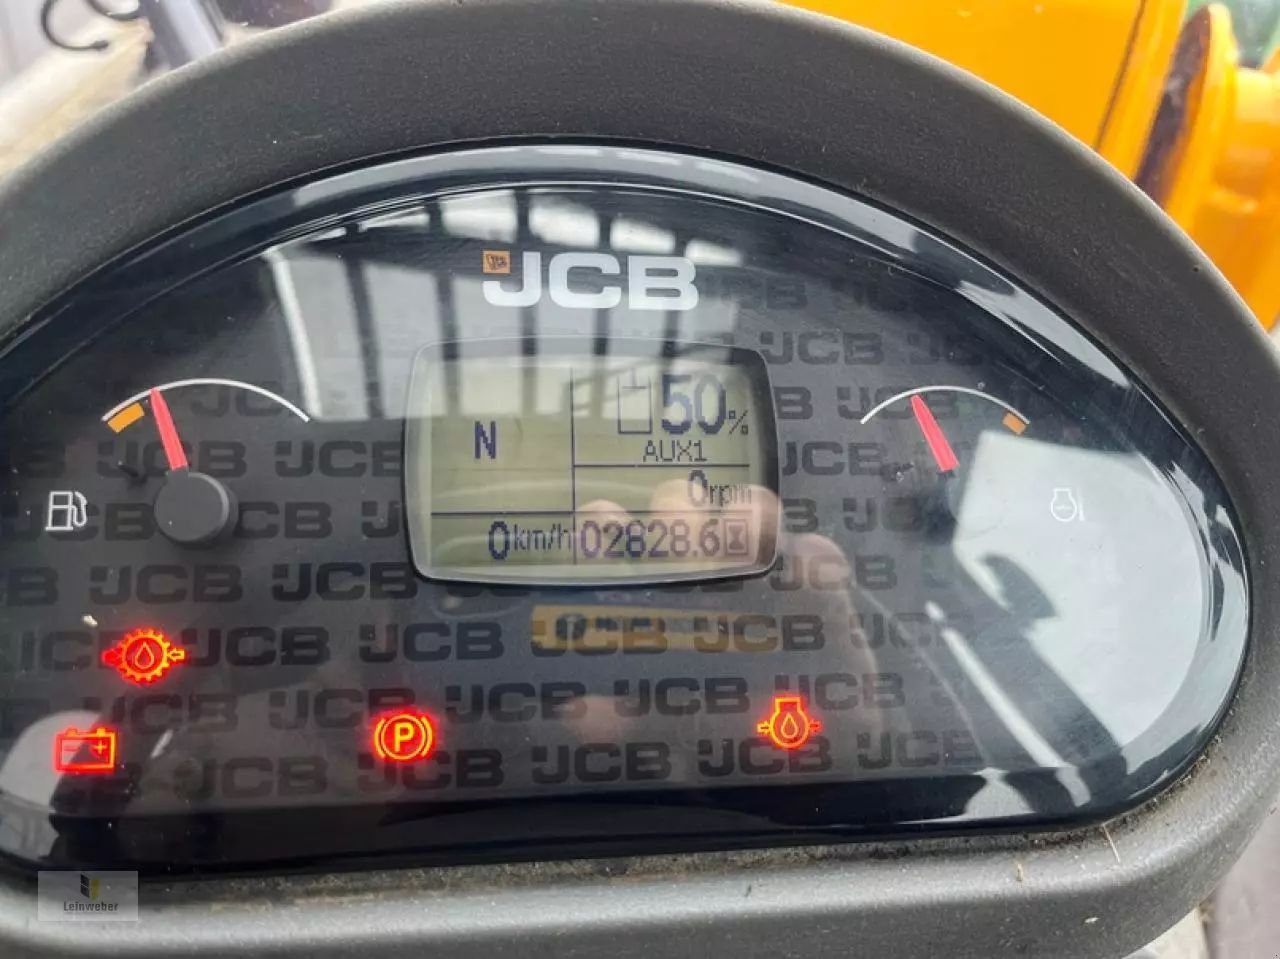 JCB
N
50%
AUX1
0rpm
0km/h
02828.6
P
Leinweber